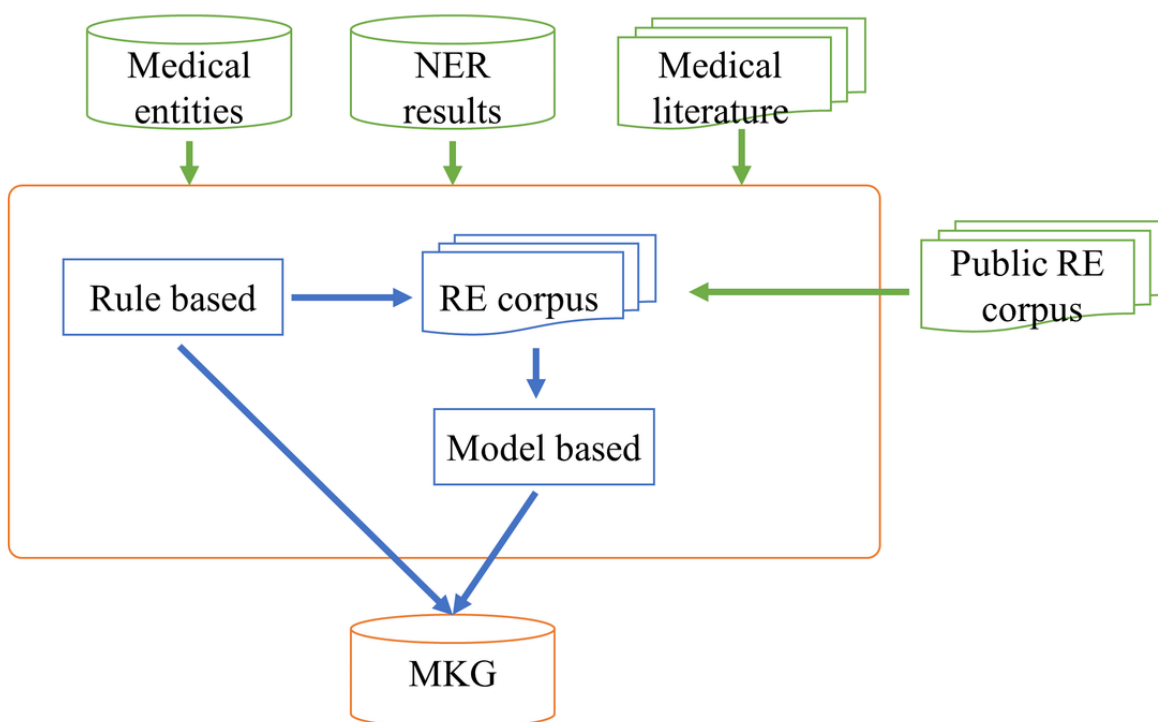 Medical
entities
NER
results
Medical
literature
Rule based
RE corpus
Public RE
corpus
Model based
MKG